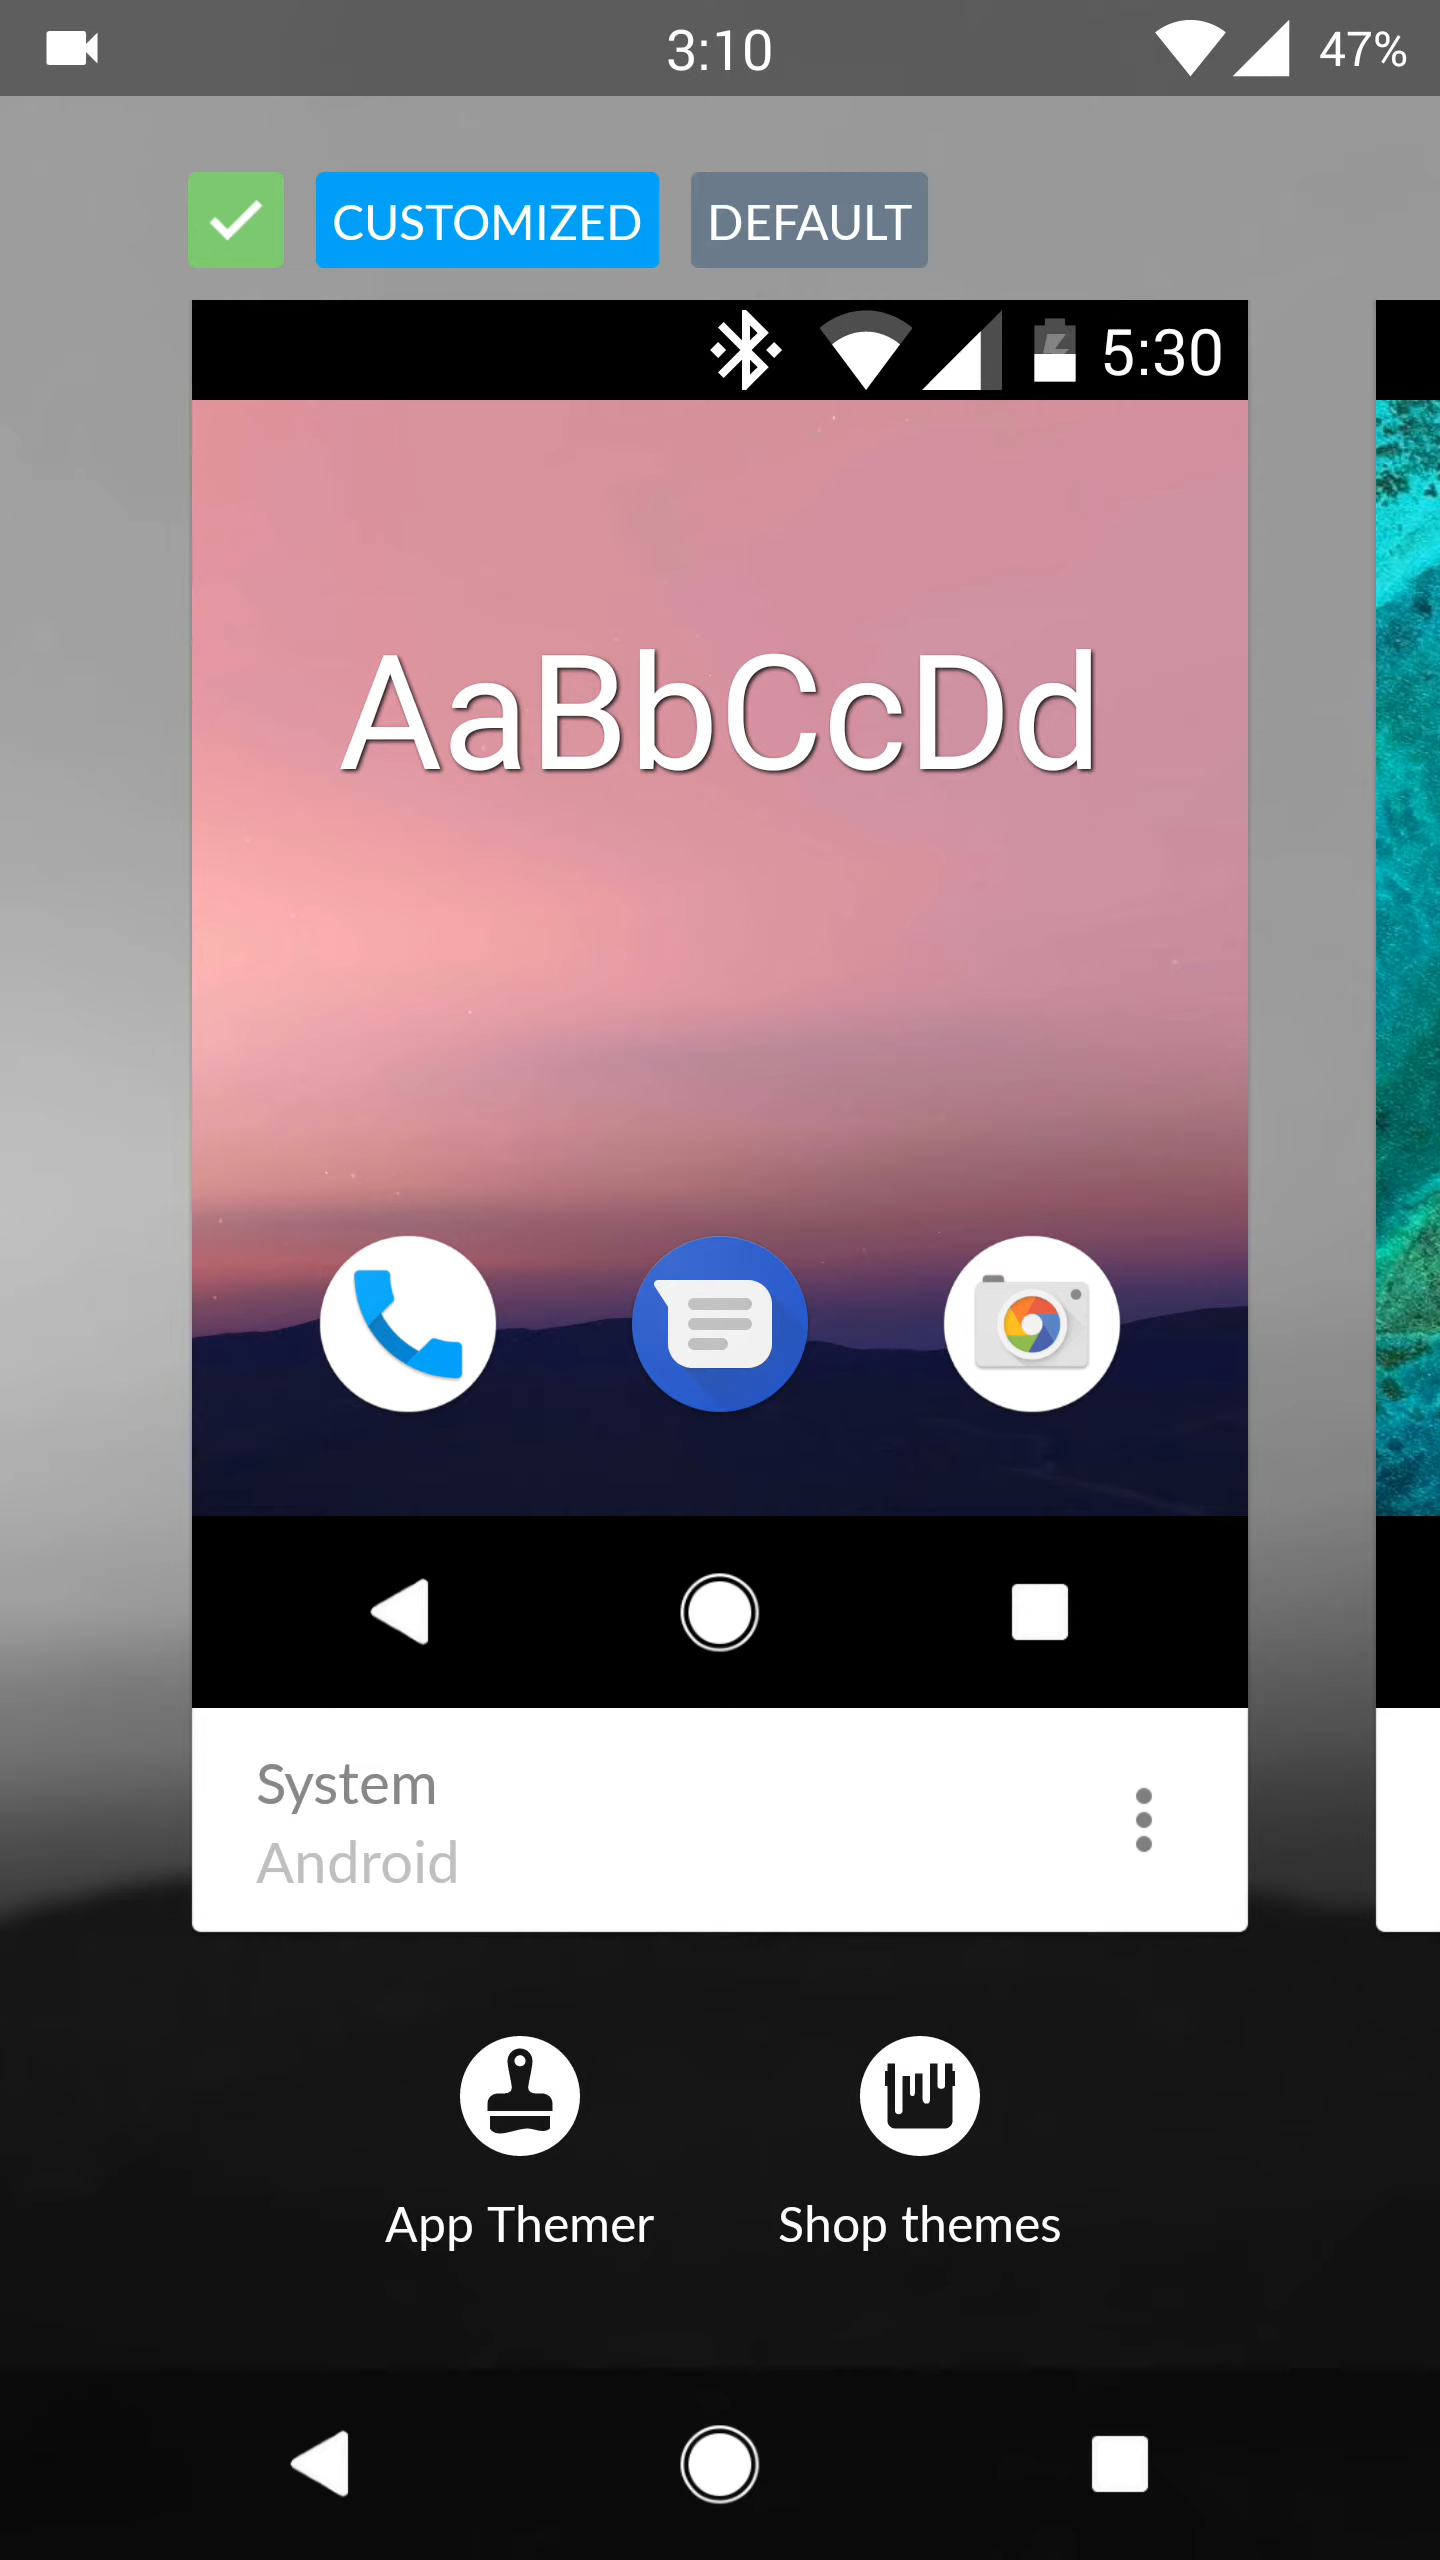 3:10
47%
CUSTOMIZED
DEFAULT
5:30
AaBbCcDd
System
Android
App Themer
Shop themes